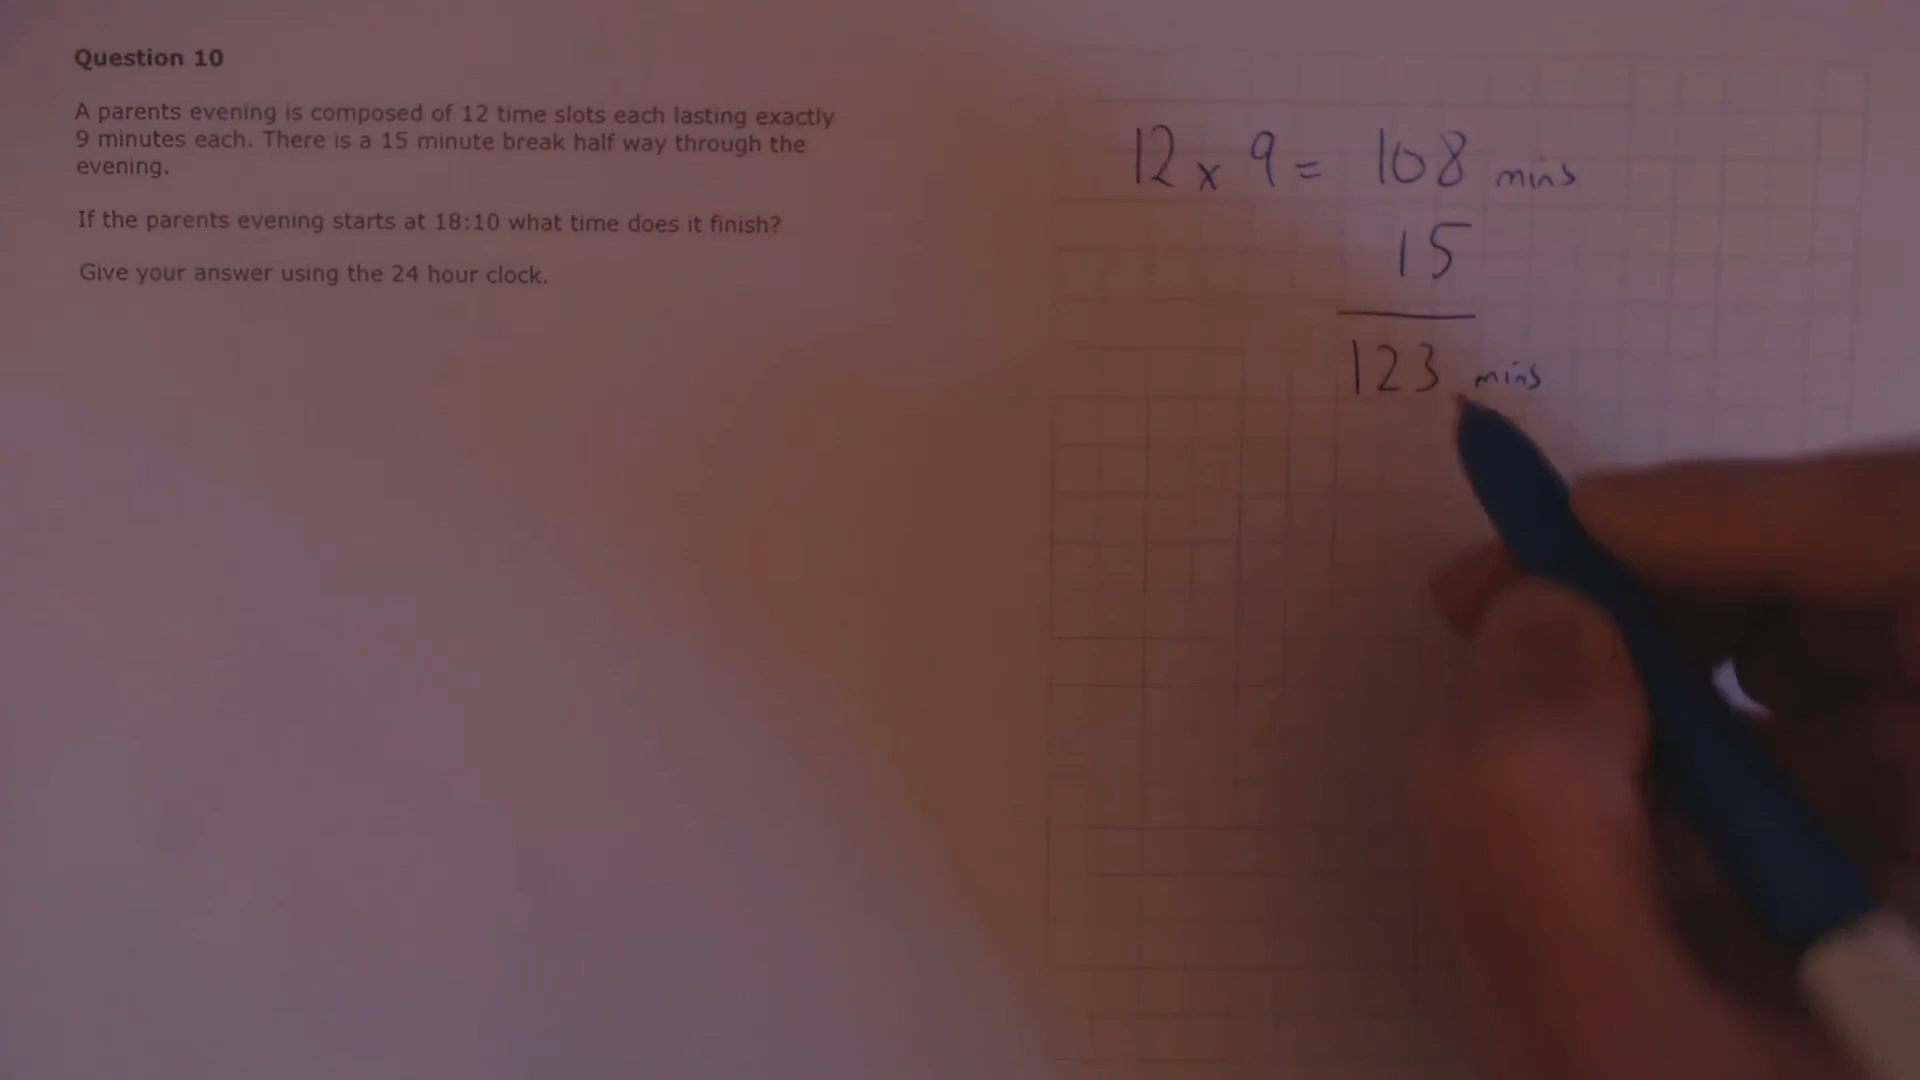 Question 10
A parents evening is composed of 12 time slots each lasting exactly
9 minutes each. There is a 15 minute break half way through the
evening.
If the parents evening starts at 18:10 what time does it finish?
Give your answer using the 24 hour clock.
12 x 9 = 108 mins
15
123 mins